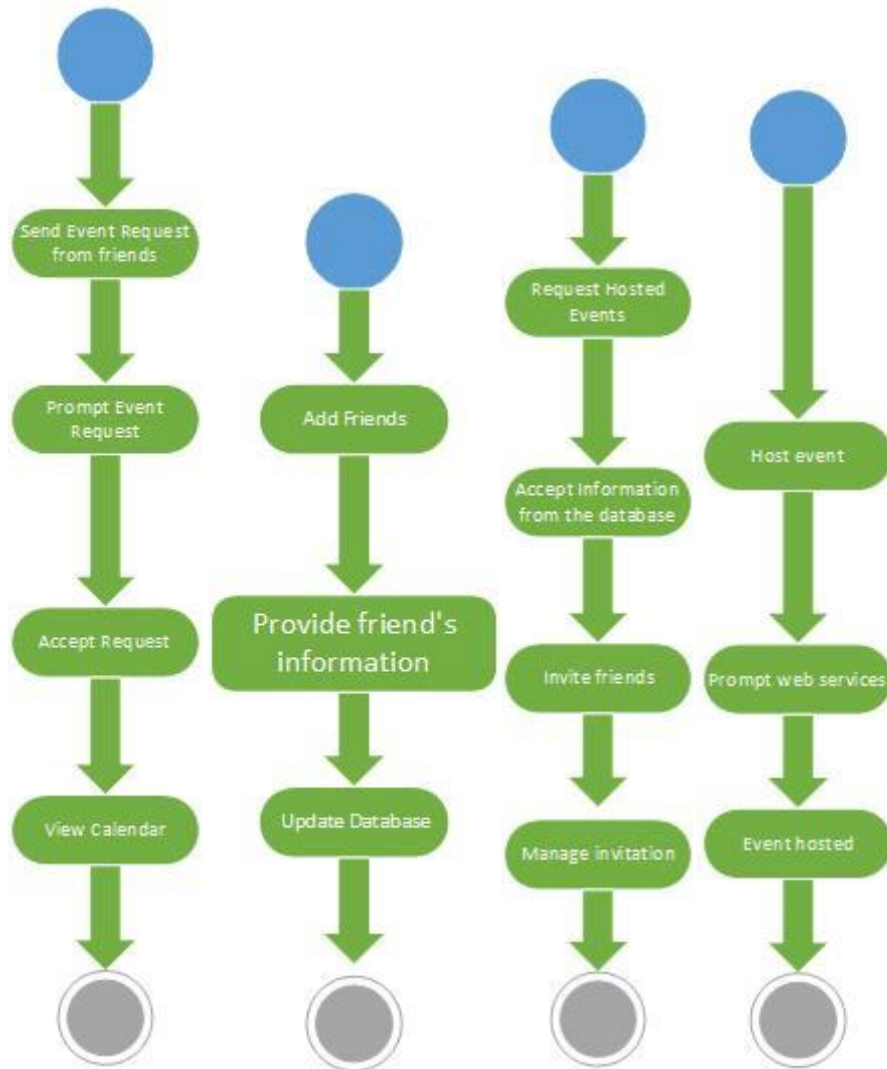 Send Event Request
from friends
Prompt Event
Request
Accept Request
View Calendar
Add Friends
Provide friend's
information
Update Database
Request Hosted
Events
Accept Information
from the database
Invite friends
Manage invitation
Host event
Prompt web services
Event hosted